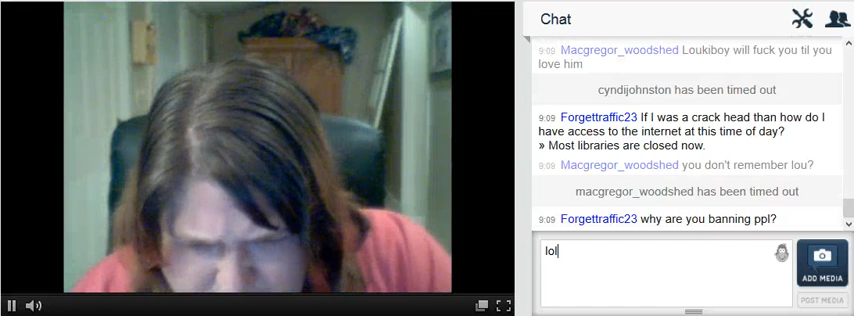 Chat
9:09 Macgregor_woodshed Loukiboy will fuck you til you
love him
cyndijohnston has been timed out
9:09 Forgettraffic23 If I was a crack head than how do I
have access to the internet at this time of day?
» Most libraries are closed now.
9:09 Macgregor_woodshed you don't remember lou?
macgregor_woodshed has been timed out
9:09 Forgettraffic23 why are you banning ppl?
lol
ADD MEDIA
POST MEDIA